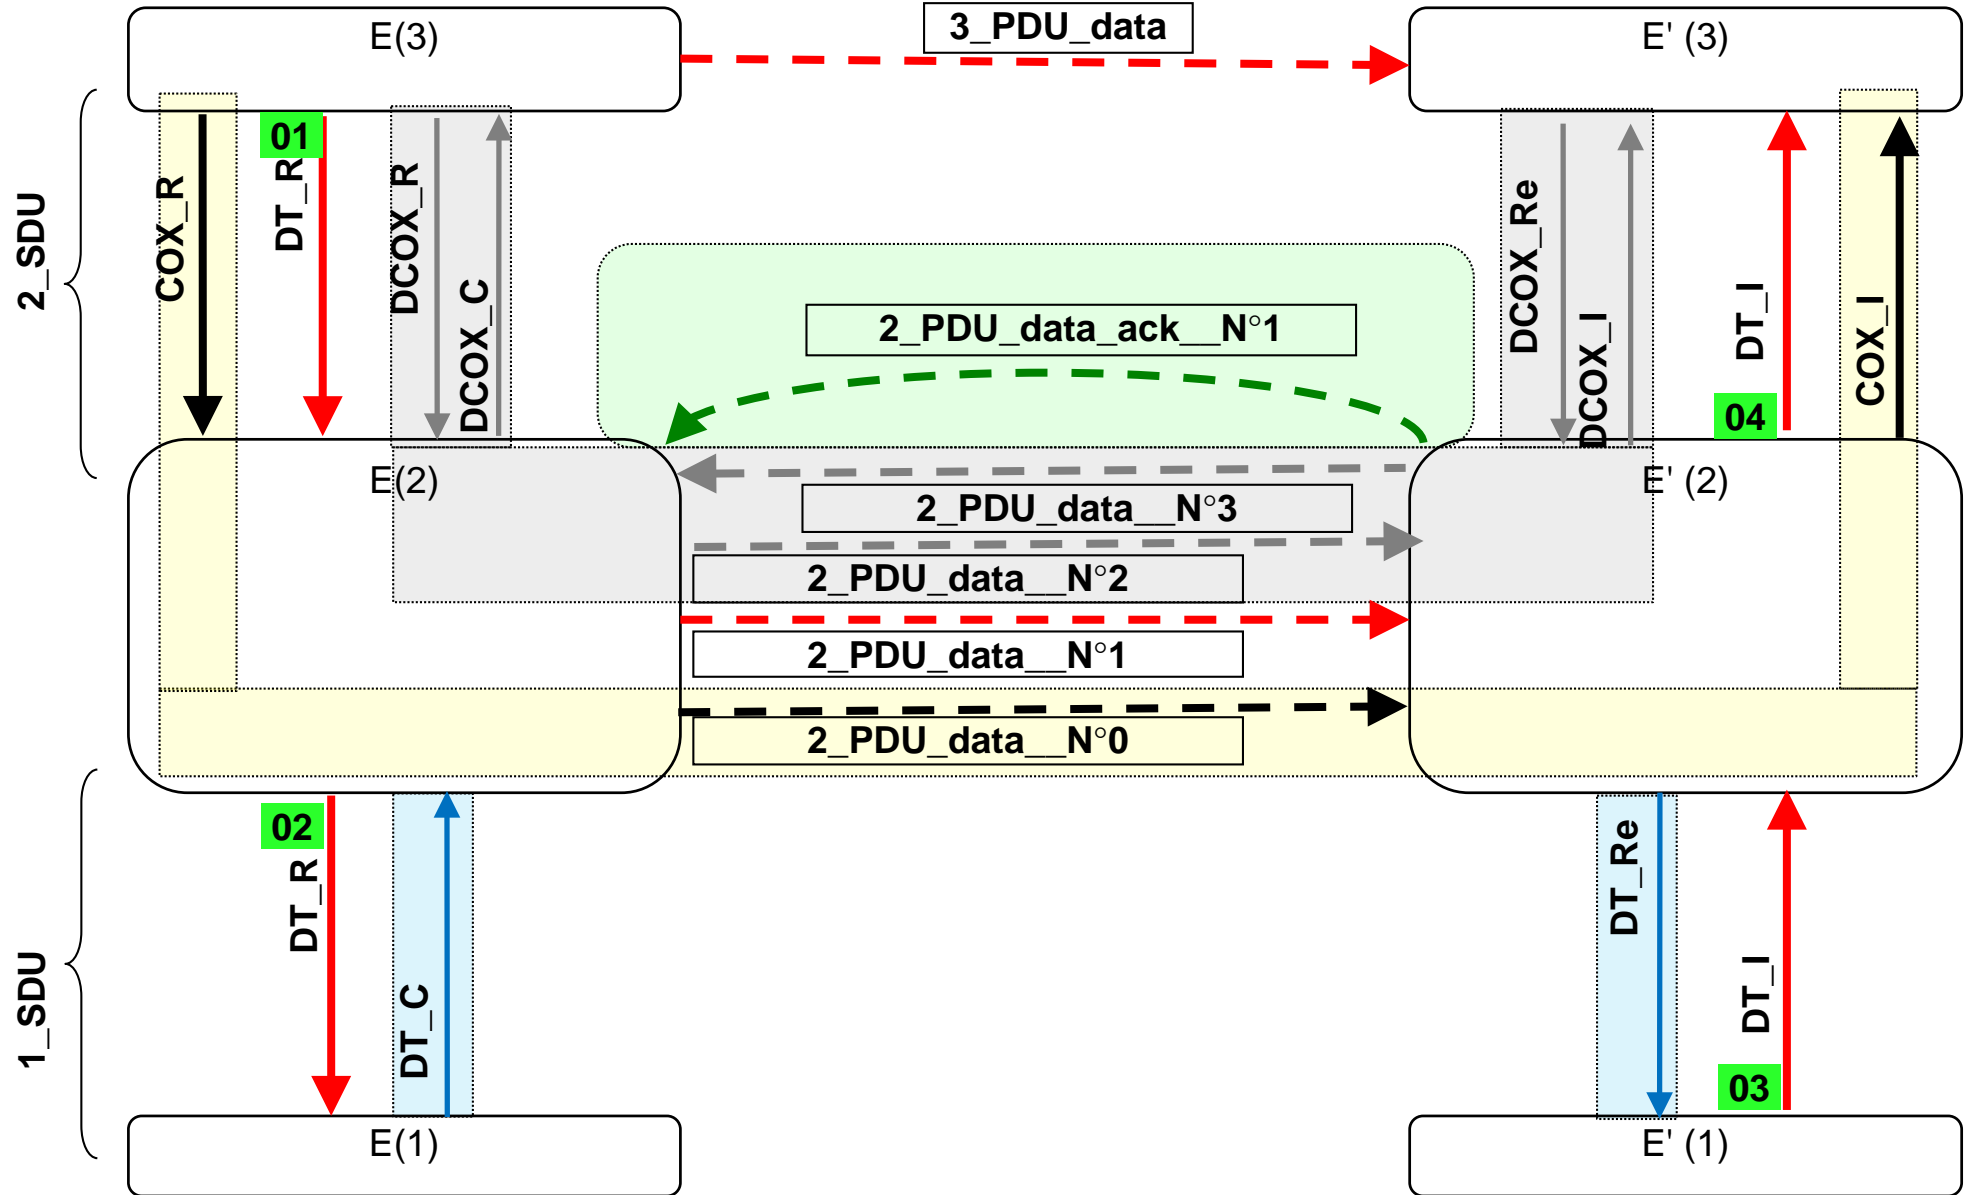 E(3)
3_PDU_data
E' (3)
2_SDU
COX_R
01
DT_R
DCOX_R
DCOX_C
2_PDU_data_ack__N°1
DCOX_Re
DCOX_I
DT_I
04
COX_I
E(2)
E' (2)
2_PDU_data__N°3
2_PDU_data__N°2
2_PDU_data__N°1
2_PDU_data__N°0
1_SDU
02
DT_R
DT_C
DT_Re
DT_I
03
E(1)
E' (1)